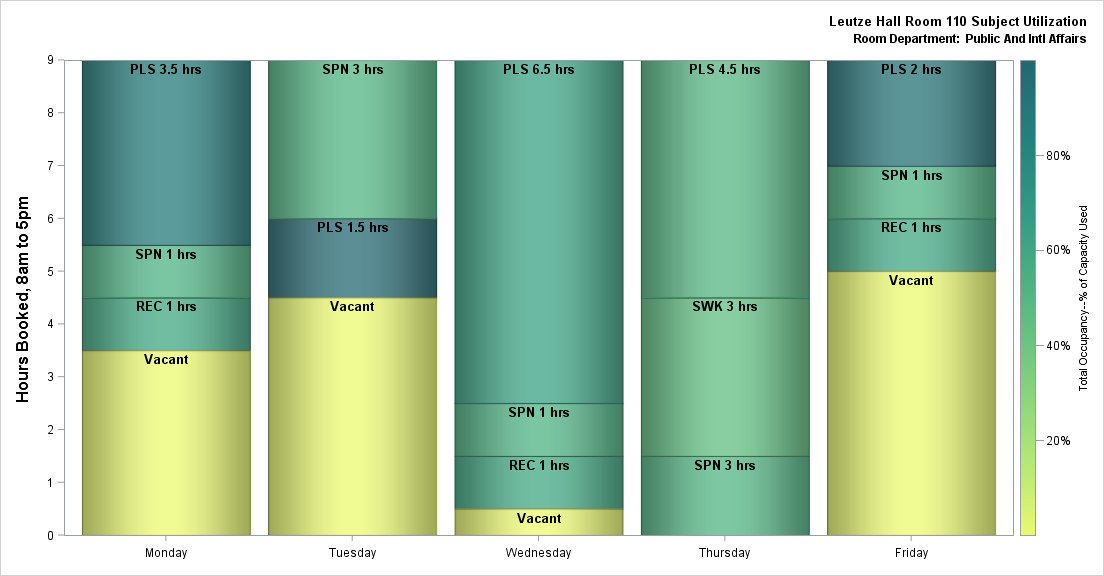 Leutze Hall Room 110 Subject Utilization
Room Department: Public And Intl Affairs
Hours Booked, 8am to 5pm
9
8
7
6
5
4
3
2
1
0
PLS 3.5 hrs
SPN 1 hrs
REC 1 hrs
Vacant
SPN 3 hrs
PLS 1.5 hrs
Vacant
PLS 6.5 hrs
SPN 1 hrs
REC 1 hrs
Vacant
PLS 4.5 hrs
SWK 3 hrs
SPN 3 hrs
PLS 2 hrs
SPN 1 hrs
REC 1 hrs
Vacant
Monday
Tuesday
Wednesday
Thursday
Friday
80%
60%
40%
20%
Total Occupancy--% of Capacity Used